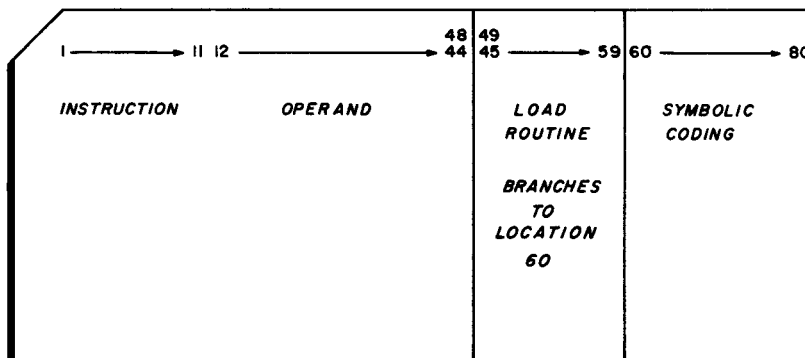 48 49
1 11 12 44 45 59 60 80
INSTRUCTION OPERAND LOAD SYMBOLIC
ROUTINE CODING
BRANCHES
TO
LOCATION
60